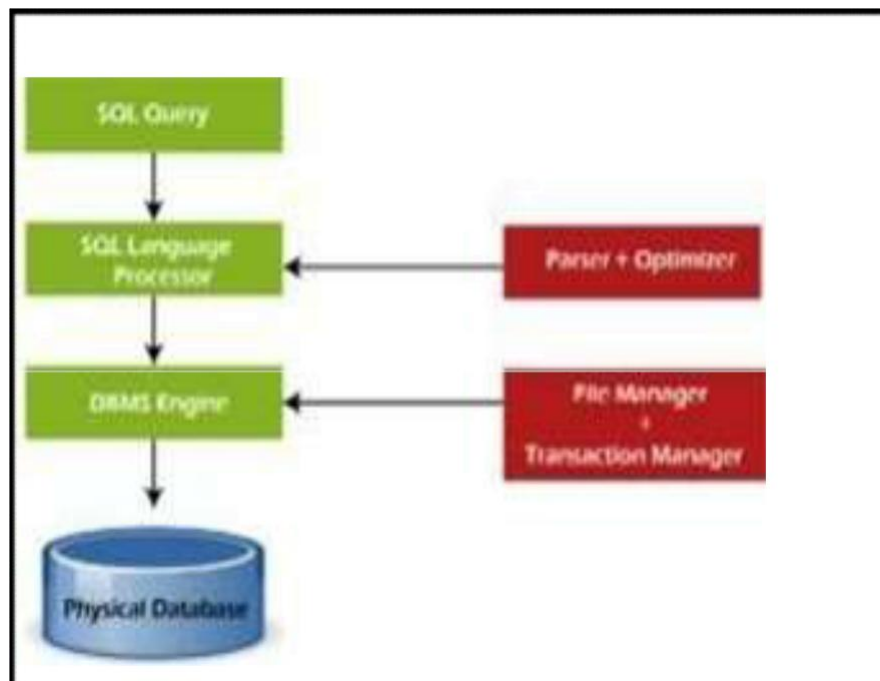 SQL Query
SQL Language
Processor
Parser + Optimizer
DBMS Engine
File Manager
+
Transaction Manager
Physical Database